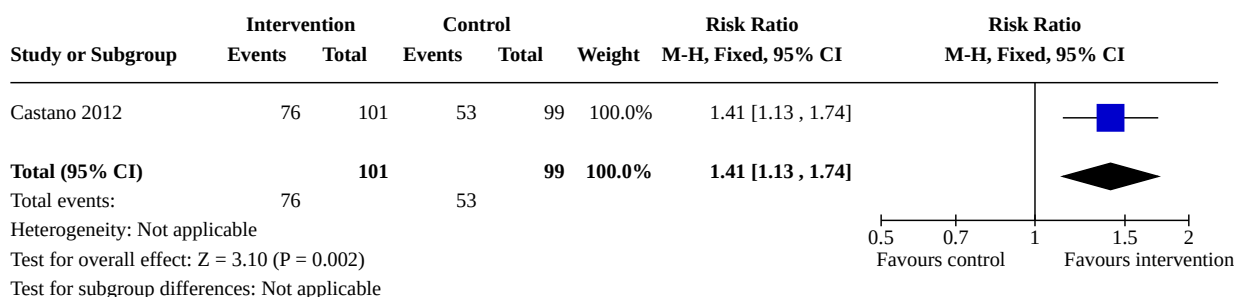 Intervention Control Risk Ratio Risk Ratio
Study or Subgroup Events Total Events Total Weight M-H, Fixed, 95% CI M-H, Fixed, 95% CI
Castano 2012 76 101 53 99 100.0% 1.41 [1.13 , 1.74]
Total (95% CI) 101 99 100.0% 1.41 [1.13 , 1.74]
Total events: 76 53
Heterogeneity: Not applicable
0.5 0.7 1 1.5 2
Test for overall effect: Z = 3.10 (P = 0.002) Favours control Favours intervention
Test for subgroup differences: Not applicable